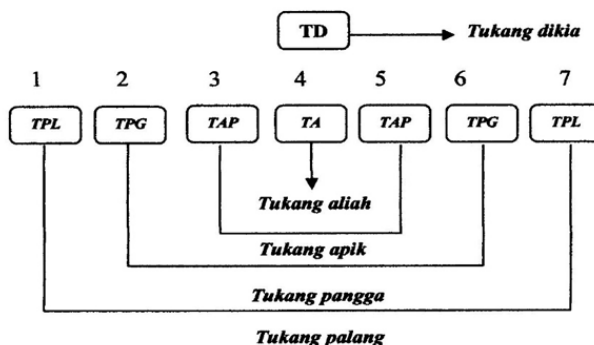 TD Tukang dikia
1 2 3 4 5 6 7
TPL TPG TAP TA TAP TPG TPL
Tukang aliah
Tukang apik
Tukang pangga
Tukang palang